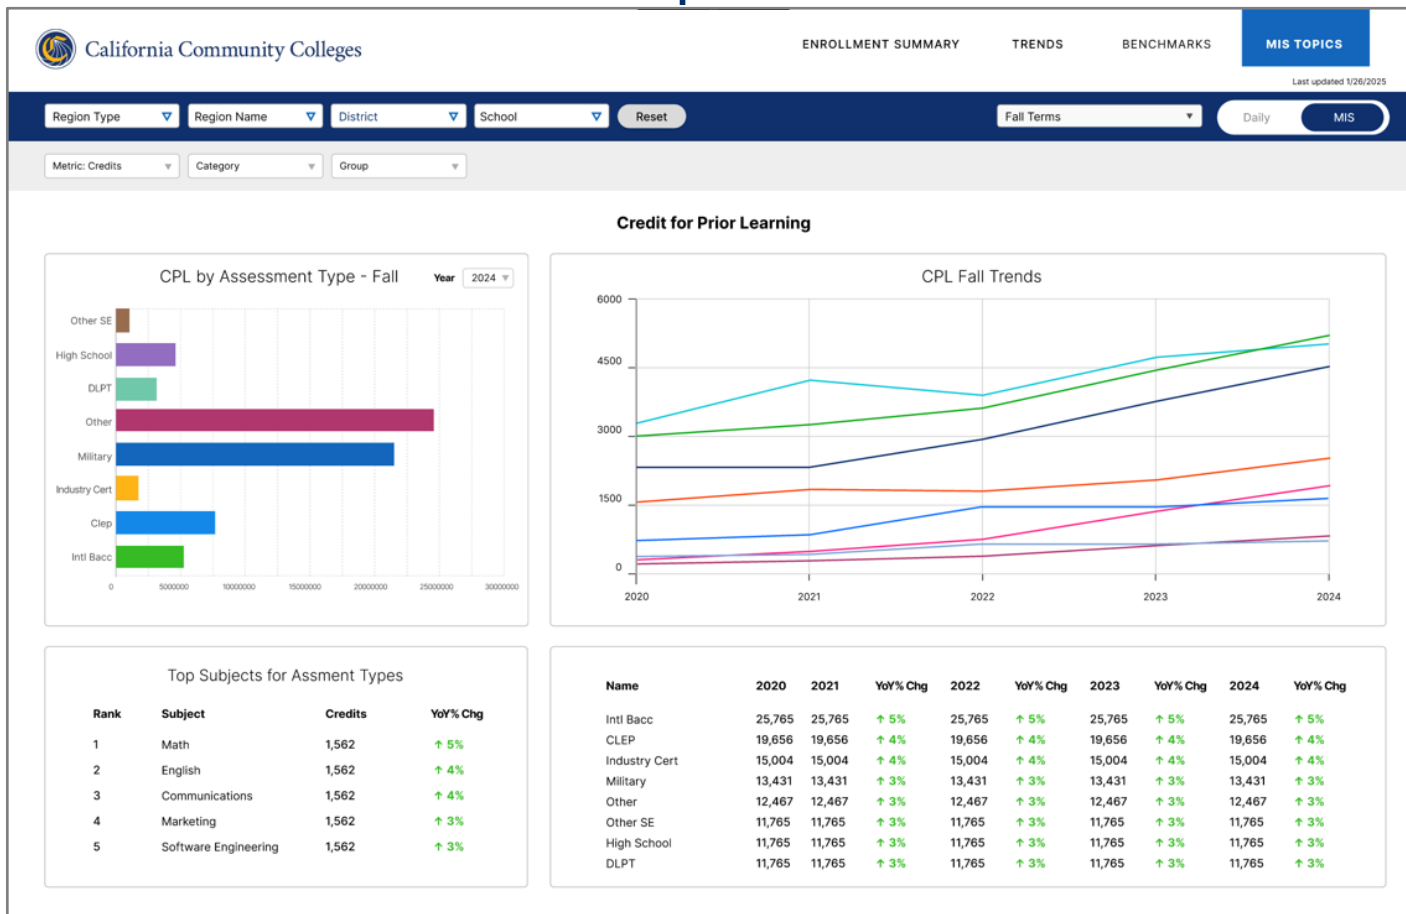 California Community Colleges
ENROLLMENT SUMMARY TRENDS BENCHMARKS MIS TOPICS
Last updated 1/26/2025
Region Type Region Name District School Reset Fall Terms Daily MIS
Metric: Credits Category Group
Credit for Prior Learning
CPL by Assessment Type - Fall Year 2024
Other SE
High School
DLPT
Other
Military
Industry Cert
Clep
Intl Bacc
0 5000000 10000000 15000000 20000000 25000000 30000000
CPL Fall Trends
6000
4500
3000
1500
0
2020 2021 2022 2023 2024
Top Subjects for Assment Types
Rank Subject Credits YoY% Chg
1 Math 1,562 ↑ 5%
2 English 1,562 ↑ 4%
3 Communications 1,562 ↑ 4%
4 Marketing 1,562 ↑ 3%
5 Software Engineering 1,562 ↑ 3%
Name 2020 2021 YoY% Chg 2022 YoY% Chg 2023 YoY% Chg 2024 YoY% Chg
Intl Bacc 25,765 25,765 ↑ 5% 25,765 ↑ 5% 25,765 ↑ 5% 25,765 ↑ 5%
CLEP 19,656 19,656 ↑ 4% 19,656 ↑ 4% 19,656 ↑ 4% 19,656 ↑ 4%
Industry Cert 15,004 15,004 ↑ 4% 15,004 ↑ 4% 15,004 ↑ 4% 15,004 ↑ 4%
Military 13,431 13,431 ↑ 3% 13,431 ↑ 3% 13,431 ↑ 3% 13,431 ↑ 3%
Other 12,467 12,467 ↑ 3% 12,467 ↑ 3% 12,467 ↑ 3% 12,467 ↑ 3%
Other SE 11,765 11,765 ↑ 3% 11,765 ↑ 3% 11,765 ↑ 3% 11,765 ↑ 3%
High School 11,765 11,765 ↑ 3% 11,765 ↑ 3% 11,765 ↑ 3% 11,765 ↑ 3%
DLPT 11,765 11,765 ↑ 3% 11,765 ↑ 3% 11,765 ↑ 3% 11,765 ↑ 3%